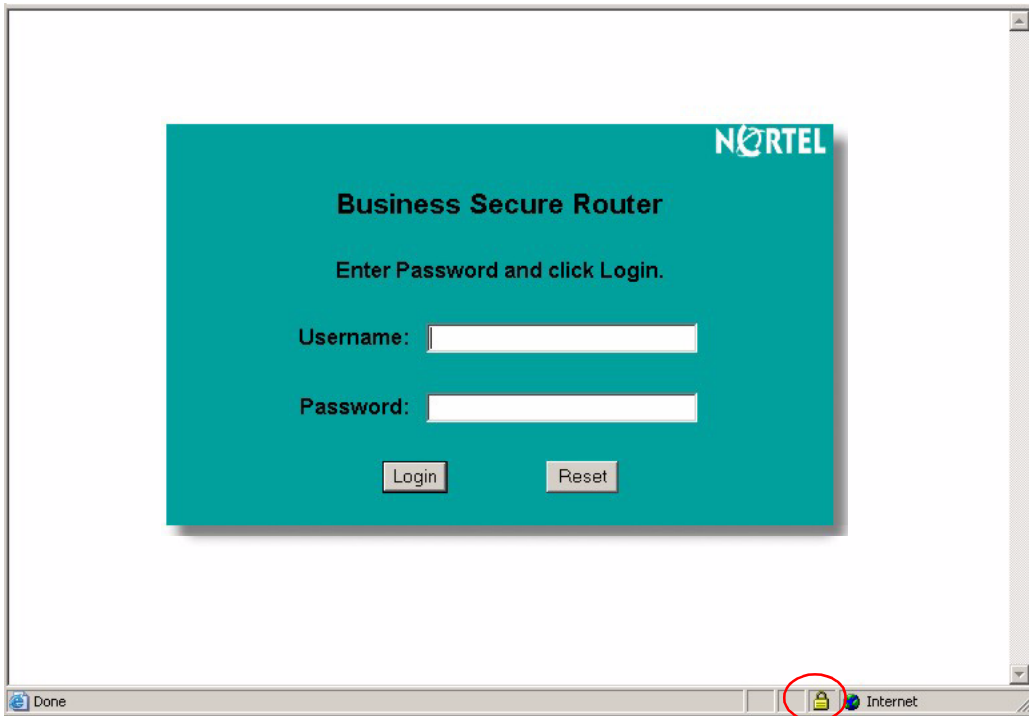 NORTEL
Business Secure Router
Enter Password and click Login.
Username:
Password:
Login Reset
Done Internet